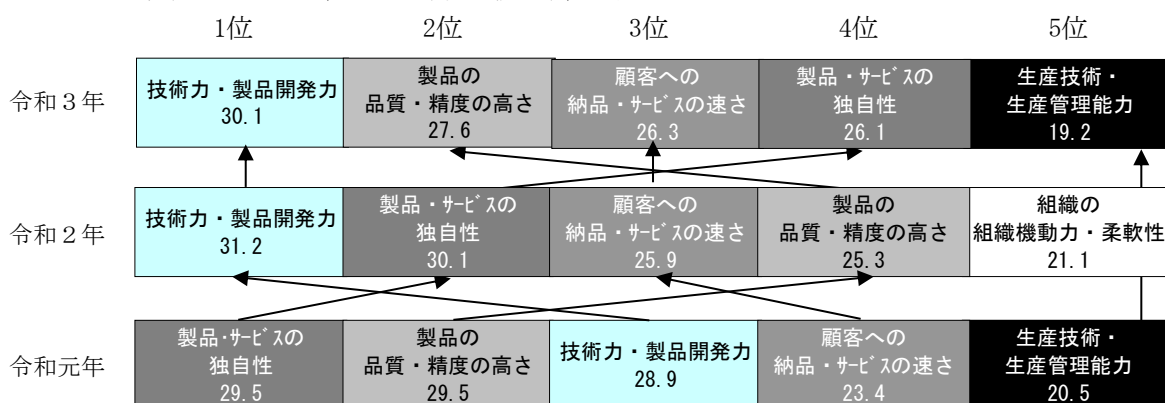 1位 2位 3位 4位 5位
令和３年
技術力・製品開発力
30.1
製品の
品質・精度の高さ
27.6
顧客への
納品・ｻｰﾋﾞｽの速さ
26.3
製品・ｻｰﾋﾞｽの
独自性
26.1
生産技術・
生産管理能力
19.2
令和２年
技術力・製品開発力
31.2
製品・ｻｰﾋﾞｽの
独自性
30.1
顧客への
納品・ｻｰﾋﾞｽの速さ
25.9
製品の
品質・精度の高さ
25.3
組織の
組織機動力・柔軟性
21.1
令和元年
製品・ｻｰﾋﾞｽの
独自性
29.5
製品の
品質・精度の高さ
29.5
技術力・製品開発力
28.9
顧客への
納品・ｻｰﾋﾞｽの速さ
23.4
生産技術・
生産管理能力
20.5